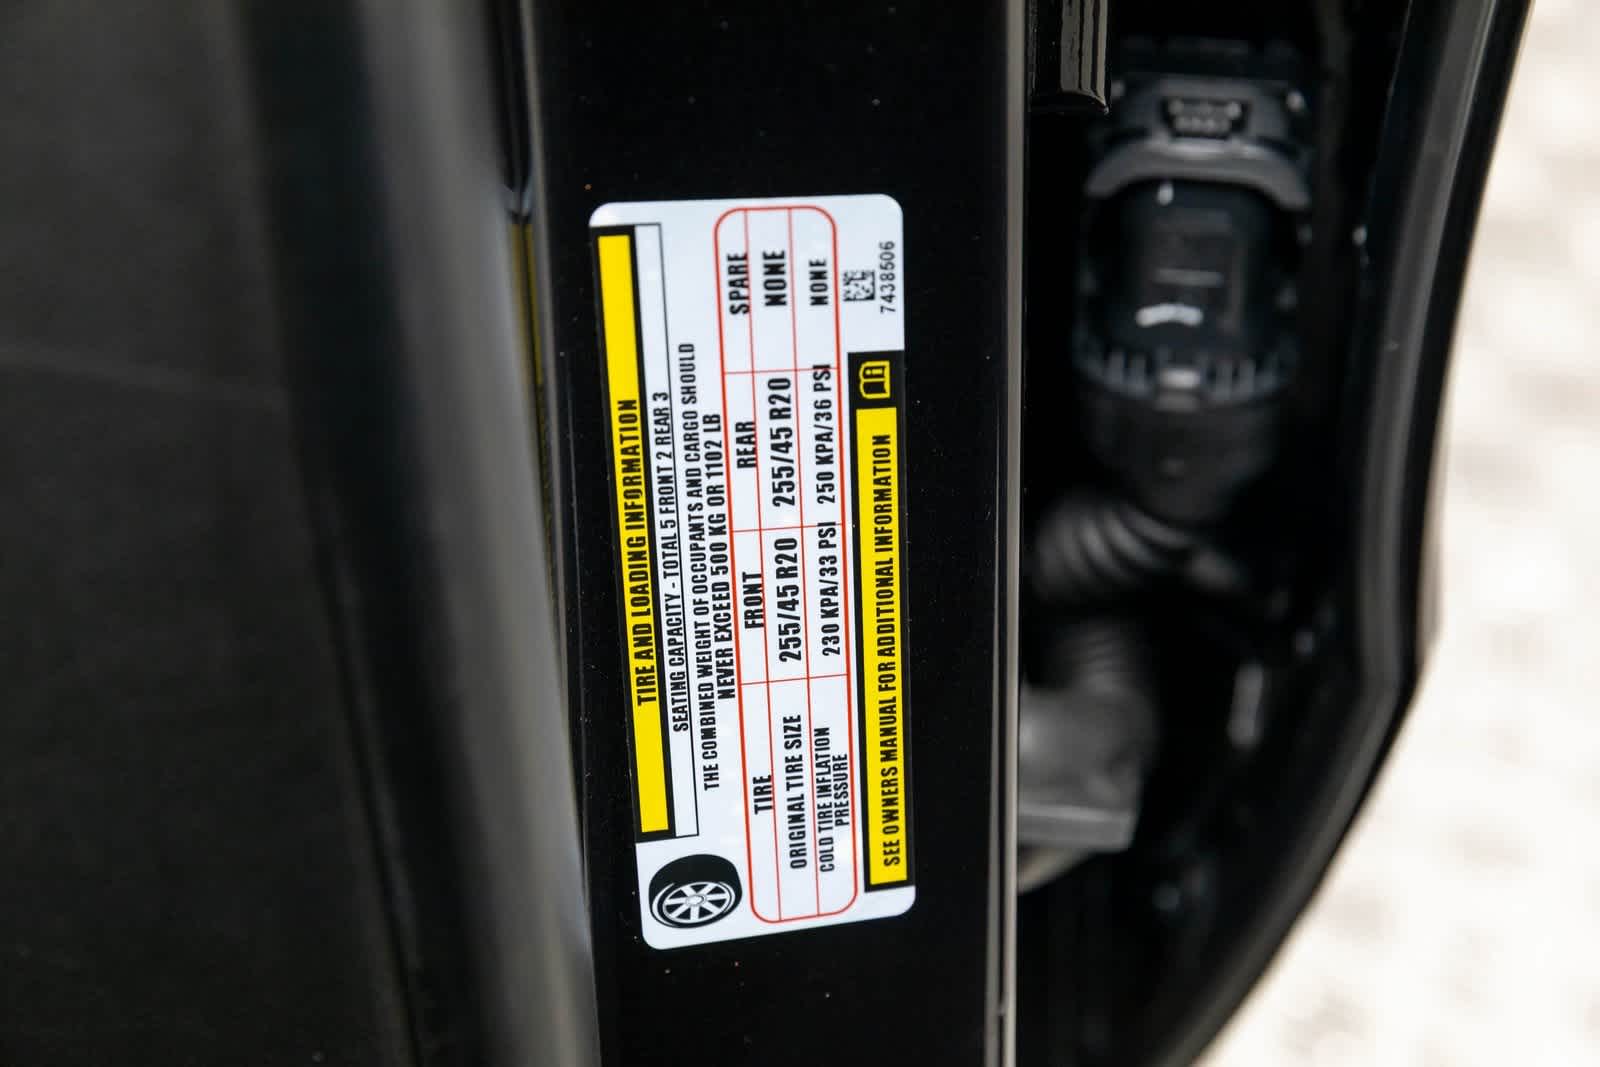 TIRE AND LOADING INFORMATION
SEATING CAPACITY - TOTAL 5 FRONT 2 REAR 3
THE COMBINED WEIGHT OF OCCUPANTS AND CARGO SHOULD
NEVER EXCEED 500 KG OR 1102 LB
TIRE FRONT REAR SPARE
ORIGINAL TIRE SIZE 255/45 R20 255/45 R20 NONE
COLD TIRE INFLATION
PRESSURE 230 KPA/33 PSI 250 KPA/36 PSI NONE
SEE OWNERS MANUAL FOR ADDITIONAL INFORMATION
7438506